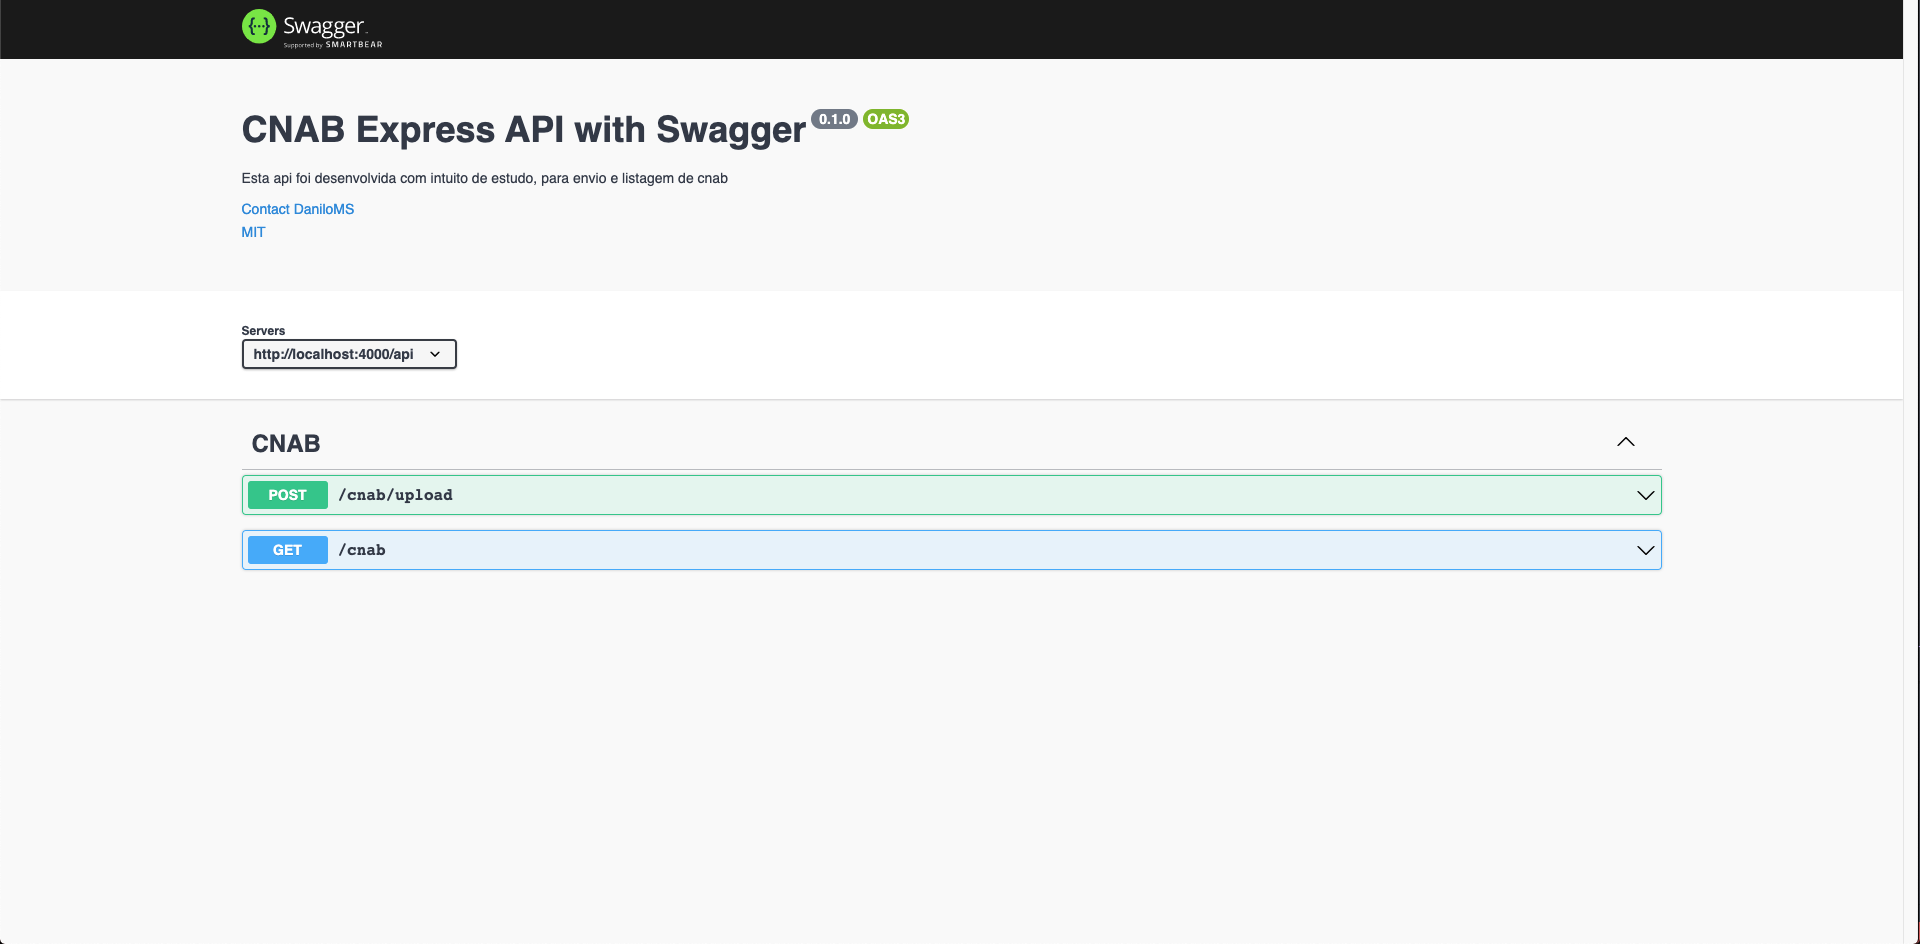 {···} Swagger
Supported by SMARTBEAR
CNAB Express API with Swagger 0.1.0 OAS3
Esta api foi desenvolvida com intuito de estudo, para envio e listagem de cnab
Contact DaniloMS
MIT
Servers
http://localhost:4000/api
CNAB
POST /cnab/upload
GET /cnab